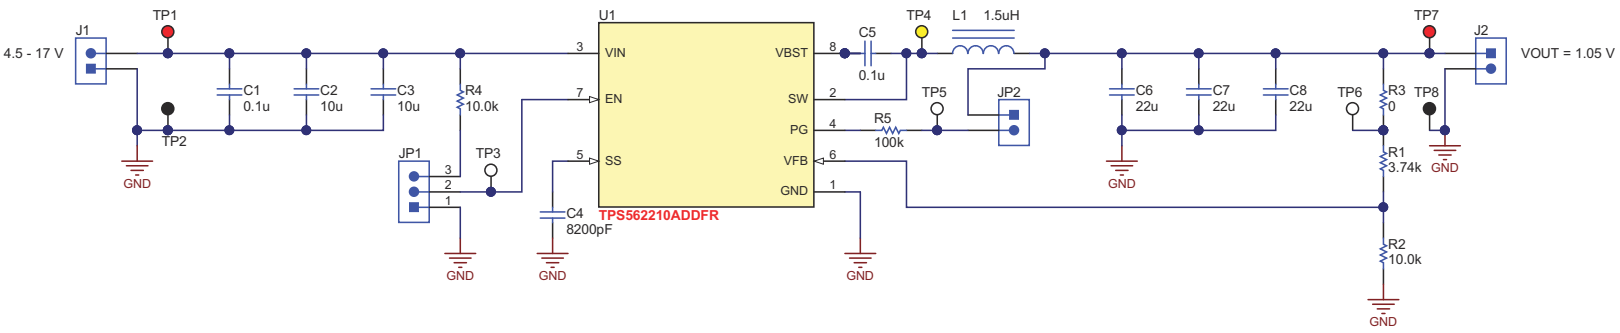 J1
4.5 - 17 V
TP1
TP2
GND
C1
0.1u
C2
10u
C3
10u
R4
10.0k
JP1
3
2
1
TP3
GND
C4
8200pF
GND
U1
3 VIN
7 EN
5 SS
VBST 8
SW 2
PG 4
VFB 6
GND 1
TPS562210ADDFR
GND
C5
0.1u
TP4
L1 1.5uH
R5
100k
TP5
JP2
C6
22u
C7
22u
C8
22u
GND
TP6
R3
0
R1
3.74k
R2
10.0k
GND
TP7
TP8
GND
J2
VOUT = 1.05 V